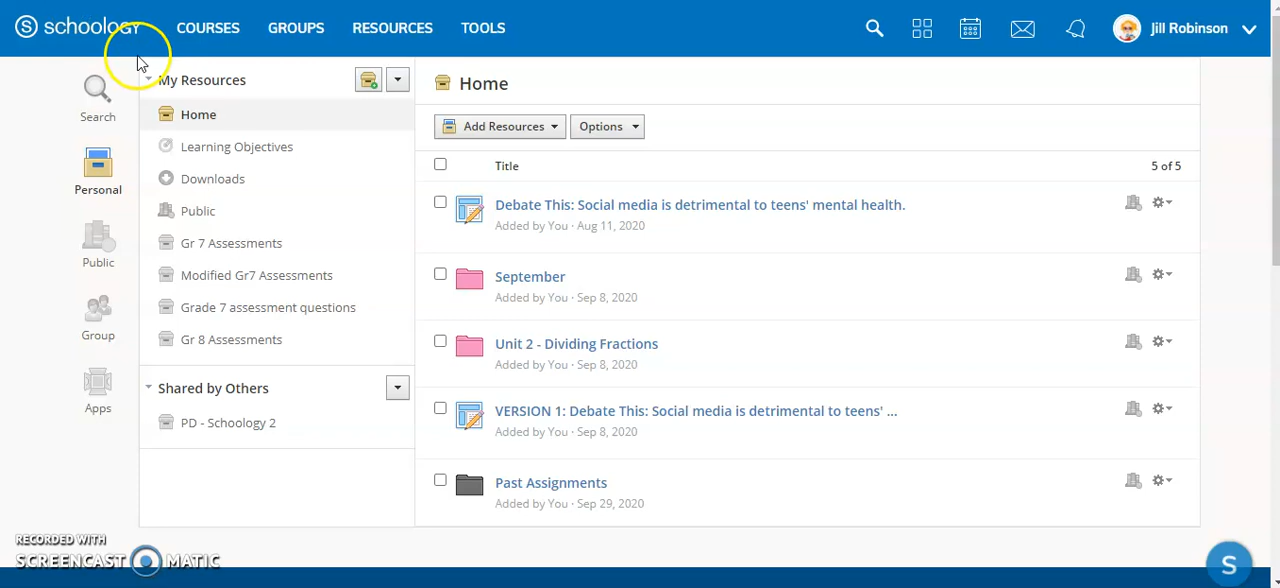 schoology COURSES GROUPS RESOURCES TOOLS Jill Robinson
Search
Personal
Public
Group
Apps
My Resources
Home
Learning Objectives
Downloads
Public
Gr 7 Assessments
Modified Gr7 Assessments
Grade 7 assessment questions
Gr 8 Assessments
Shared by Others
PD - Schoology 2
Home
Add Resources Options
Title 5 of 5
Debate This: Social media is detrimental to teens' mental health.
Added by You · Aug 11, 2020
September
Added by You · Sep 8, 2020
Unit 2 - Dividing Fractions
Added by You · Sep 8, 2020
VERSION 1: Debate This: Social media is detrimental to teens' ...
Added by You · Sep 8, 2020
Past Assignments
Added by You · Sep 29, 2020
RECORDED WITH
SCREENCAST MATIC
S